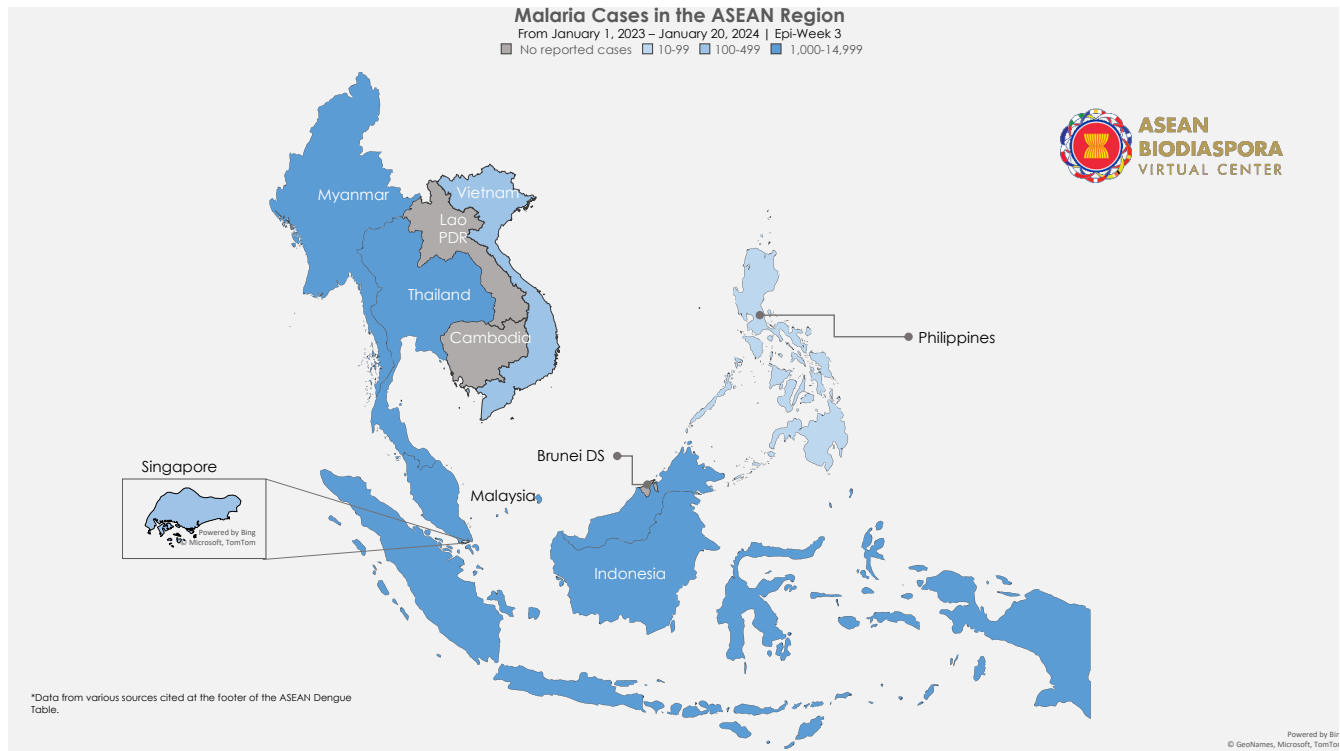 Malaria Cases in the ASEAN Region
From January 1, 2023 – January 20, 2024 | Epi-Week 3
No reported cases 10-99 100-499 1,000-14,999
ASEAN
BIODIASPORA
VIRTUAL CENTER
Myanmar
Vietnam
Lao
PDR
Thailand
Cambodia
Philippines
Brunei DS
Singapore
Malaysia
Powered by Bing
© Microsoft, TomTom
Indonesia
*Data from various sources cited at the footer of the ASEAN Dengue
Table.
Powered by Bin
© GeoNames, Microsoft, TomTom